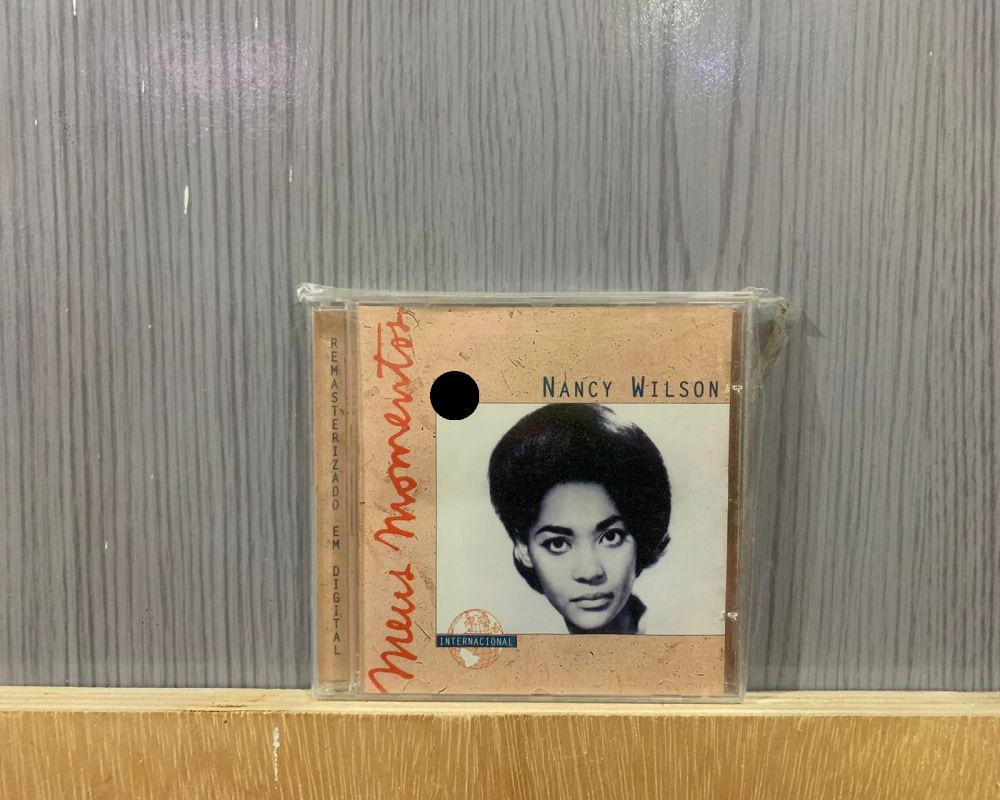 REMASTERIZADO EM DIGITAL
Meus Momentos
NANCY WILSON
INTERNACIONAL